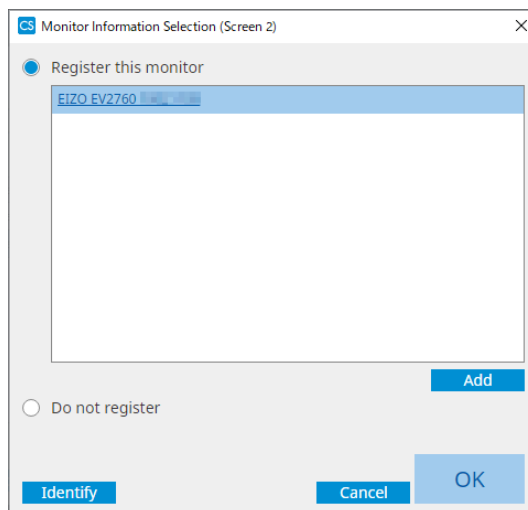 CS Monitor Information Selection (Screen 2)
Register this monitor
EIZO EV2760
Add
Do not register
Identify
Cancel
OK